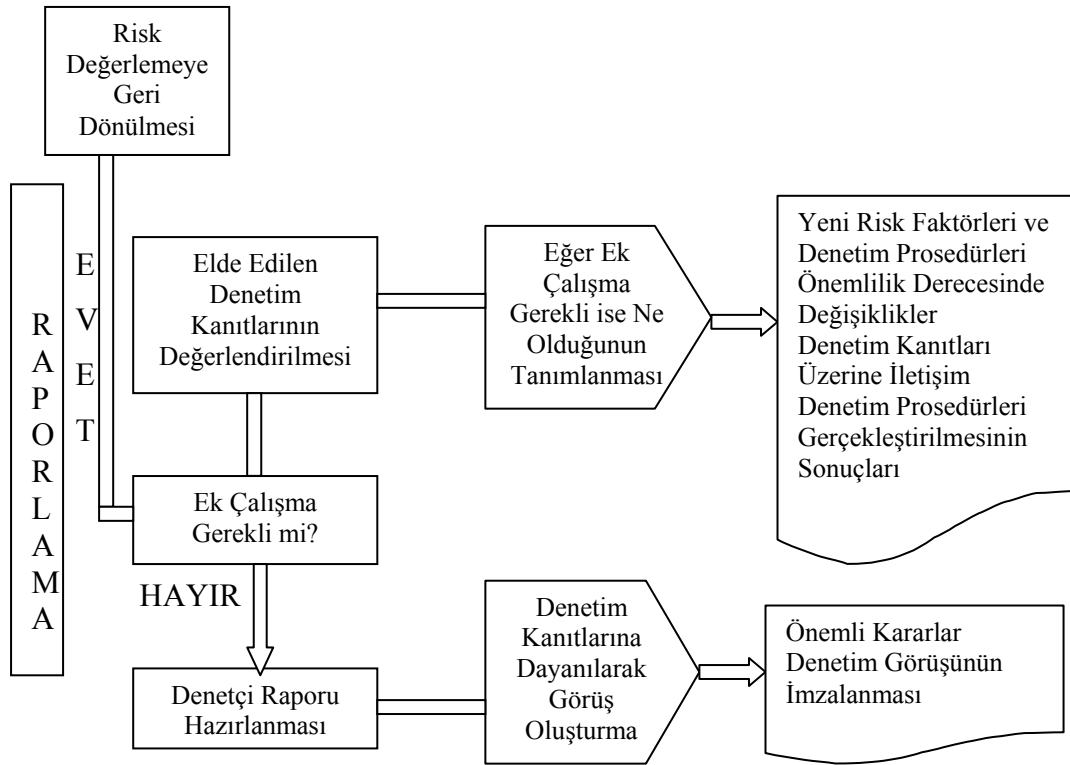 Risk
Değerlemeye
Geri
Dönülmesi
RAPORLAMA
EVET
Elde Edilen
Denetim
Kanıtlarının
Değerlendirilmesi
Eğer Ek
Çalışma
Gerekli ise Ne
Olduğunun
Tanımlanması
Yeni Risk Faktörleri ve
Denetim Prosedürleri
Önemlilik Derecesinde
Değişiklikler
Denetim Kanıtları
Üzerine İletişim
Denetim Prosedürleri
Gerçekleştirilmesinin
Sonuçları
Ek Çalışma
Gerekli mi?
HAYIR
Denetçi Raporu
Hazırlanması
Denetim
Kanıtlarına
Dayanılarak
Görüş
Oluşturma
Önemli Kararlar
Denetim Görüşünün
İmzalanması